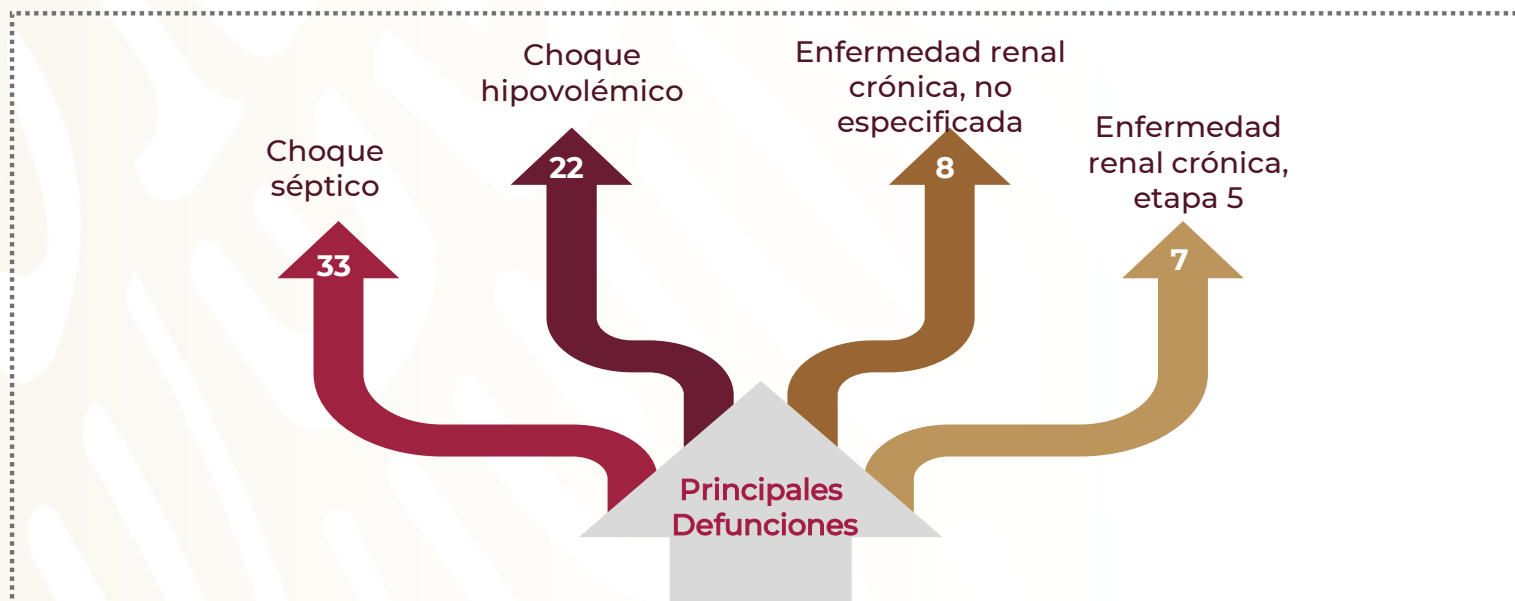 Choque
séptico
33
Choque
hipovolémico
22
Enfermedad renal
crónica, no
especificada
8
Enfermedad
renal crónica,
etapa 5
7
Principales
Defunciones